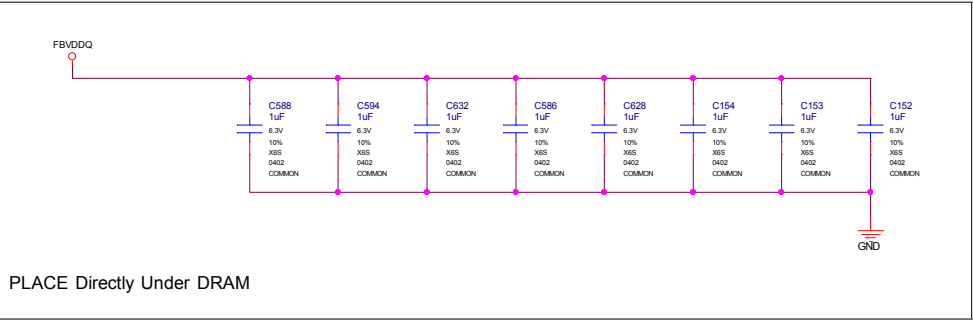 FBVDDQ
C588
1uF
6.3V
10%
X6S
0402
COMMON
C594
1uF
6.3V
10%
X6S
0402
COMMON
C632
1uF
6.3V
10%
X6S
0402
COMMON
C586
1uF
6.3V
10%
X6S
0402
COMMON
C628
1uF
6.3V
10%
X6S
0402
COMMON
C154
1uF
6.3V
10%
X6S
0402
COMMON
C153
1uF
6.3V
10%
X6S
0402
COMMON
C152
1uF
6.3V
10%
X6S
0402
COMMON
GND
PLACE Directly Under DRAM